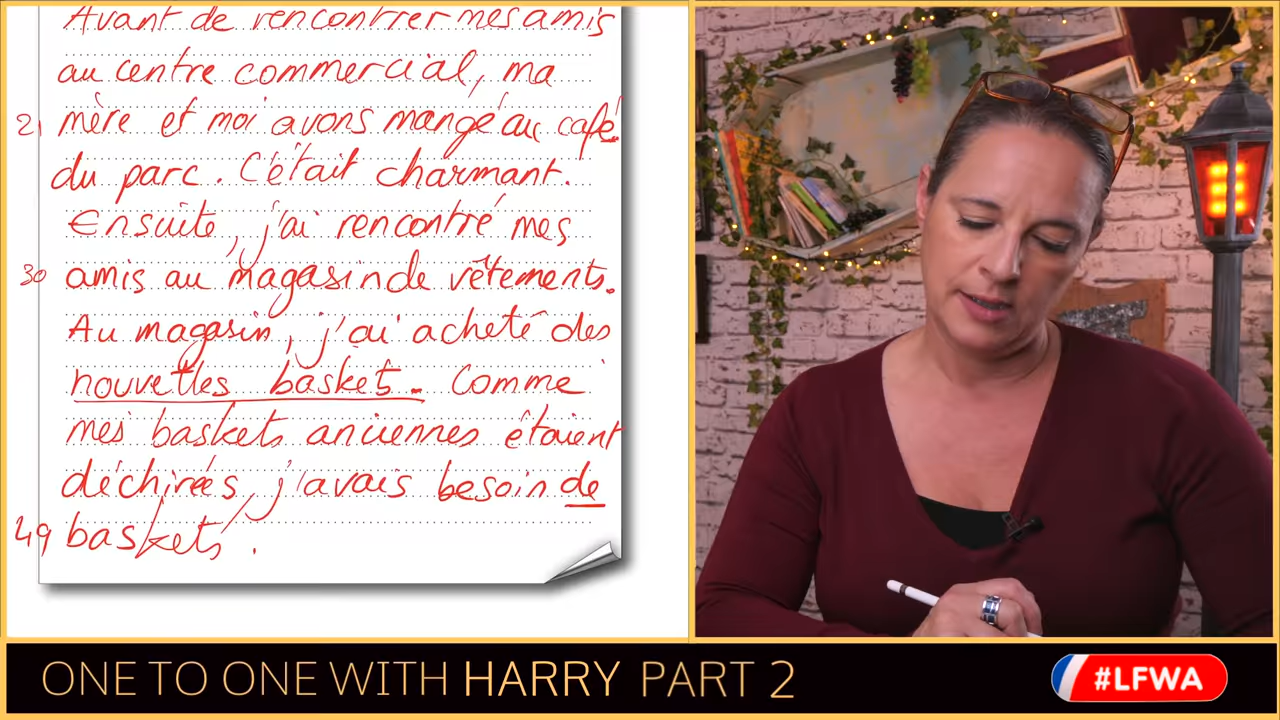 Avant de rencontrer mes amis
au centre commercial, ma
21 mère et moi avons mangé au café
du parc. C'était charmant.
Ensuite, j'ai rencontré mes
30 amis au magasin de vêtements.
Au magasin, j'ai acheté des
nouvelles basket. Comme
mes baskets anciennes étaient
déchirées, j'avais besoin de
49 baskets.
ONE TO ONE WITH HARRY PART 2
#LFWA